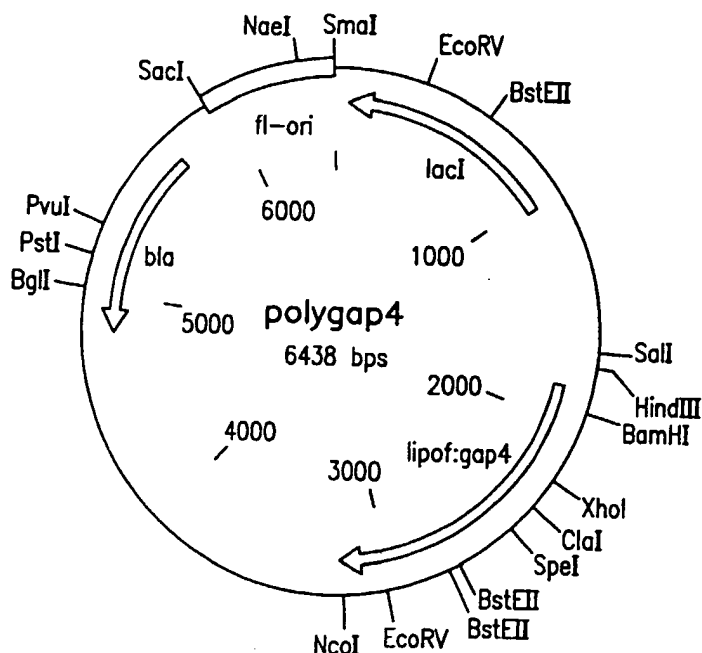 NaeI
SmaI
EcoRV
SacI
BstEII
fl-ori
lacI
6000
PvuI
PstI
BglI
bla
1000
5000
polygap4
6438 bps
SalI
HindIII
BamHI
2000
4000
lipof:gap4
3000
XhoI
ClaI
SpeI
BstEII
BstEII
EcoRV
NcoI